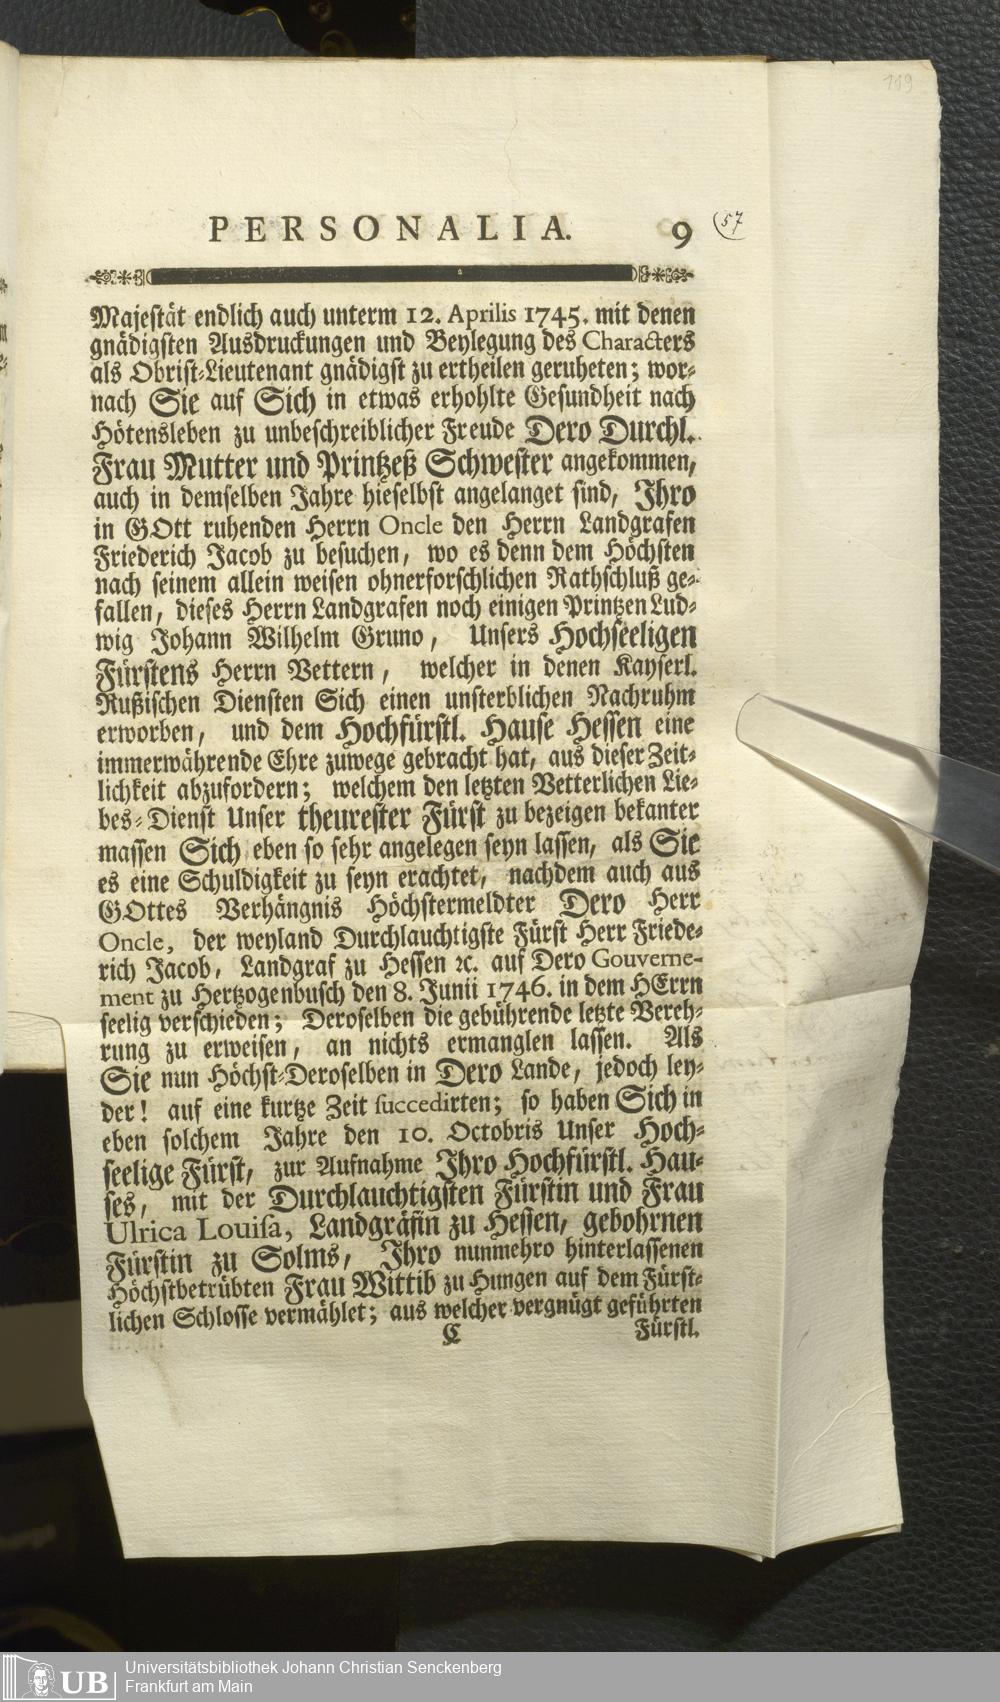 119
PERSONALIA. 9 (57
Majestät endlich auch unterm 12. Aprilis 1745. mit denen
gnädigsten Ausdruckungen und Beylegung des Characters
als Obrist-Lieutenant gnädigst zu ertheilen geruheten; wor-
nach Sie auf Sich in etwas erhohlte Gesundheit nach
Hötensleben zu unbeschreiblicher Freude Dero Durchl.
Frau Mutter und Printzeß Schwester angekommen,
auch in demselben Jahre hieselbst angelanget sind, Ihro
in GOtt ruhenden Herrn Oncle den Herrn Landgrafen
Friederich Jacob zu besuchen, wo es denn dem Höchsten
nach seinem allein weisen ohnerforschlichen Rathschluß ge-
fallen, dieses Herrn Landgrafen noch einigen Printzen Lud-
wig Johann Wilhelm Gruno, Unsers Hochseeligen
Fürstens Herrn Vettern, welcher in denen Kayserl.
Rußischen Diensten Sich einen unsterblichen Nachruhm
erworben, und dem Hochfürstl. Hause Hessen eine
immerwährende Ehre zuwege gebracht hat, aus dieser Zeit-
lichkeit abzufordern; welchem den letzten Vetterlichen Lie-
bes-Dienst Unser theurester Fürst zu bezeigen bekanter
massen Sich eben so sehr angelegen seyn lassen, als Sie
es eine Schuldigkeit zu seyn erachtet, nachdem auch aus
GOttes Verhängnis Höchstermeldter Dero Herr
Oncle, der weyland Durchlauchtigste Fürst Herr Friede-
rich Jacob, Landgraf zu Hessen ꝛc. auf Dero Gouverne-
ment zu Hertzogenbusch den 8. Junii 1746. in dem HErrn
seelig verschieden; Deroselben die gebührende letzte Vereh-
rung zu erweisen, an nichts ermanglen lassen. Als
Sie nun Höchst-Deroselben in Dero Lande, jedoch ley-
der! auf eine kurtze Zeit succedirten; so haben Sich in
eben solchem Jahre den 10. Octobris Unser Hoch-
seelige Fürst, zur Aufnahme Ihro Hochfürstl. Hau-
ses, mit der Durchlauchtigsten Fürstin und Frau
Ulrica Louisa, Landgräfin zu Hessen, gebohrnen
Fürstin zu Solms, Ihro nunmehro hinterlassenen
Höchstbetrübten Frau Wittib zu Hungen auf dem Fürst-
lichen Schlosse vermählet; aus welcher vergnügt geführten
C Fürstl.
UB Universitätsbibliothek Johann Christian Senckenberg
Frankfurt am Main